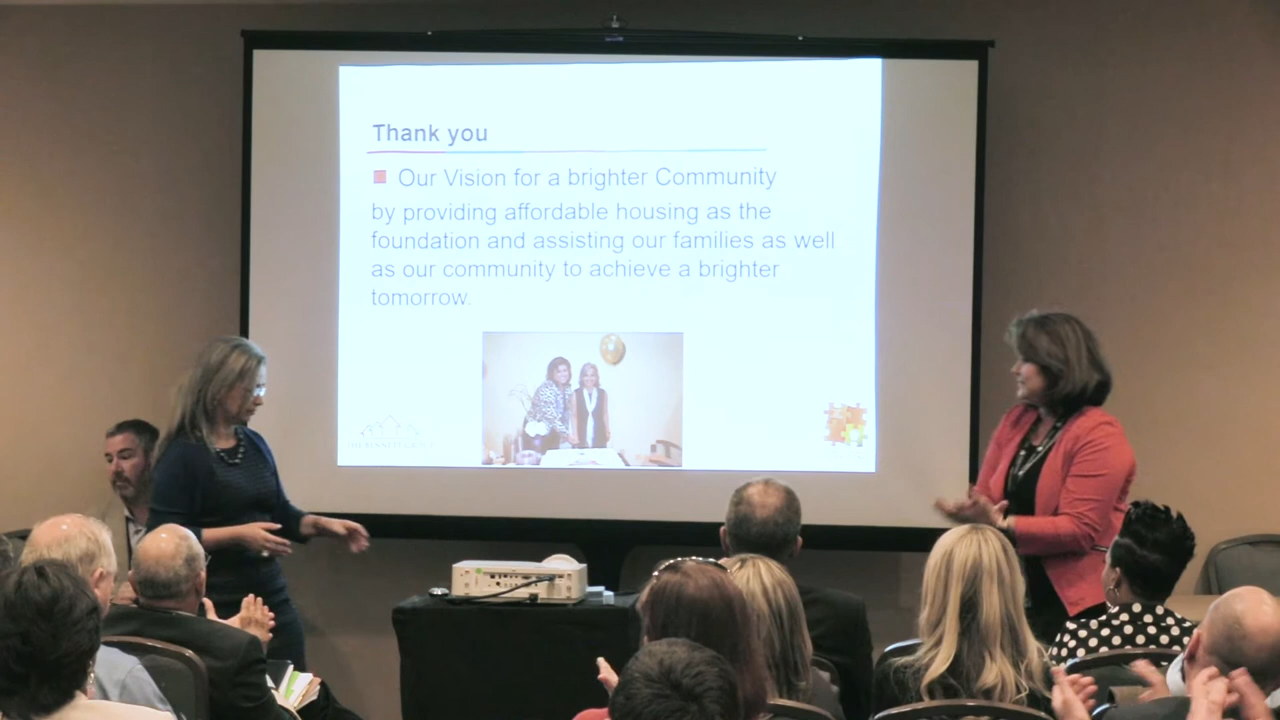 Thank you
Our Vision for a brighter Community
by providing affordable housing as the
foundation and assisting our families as well
as our community to achieve a brighter
tomorrow.